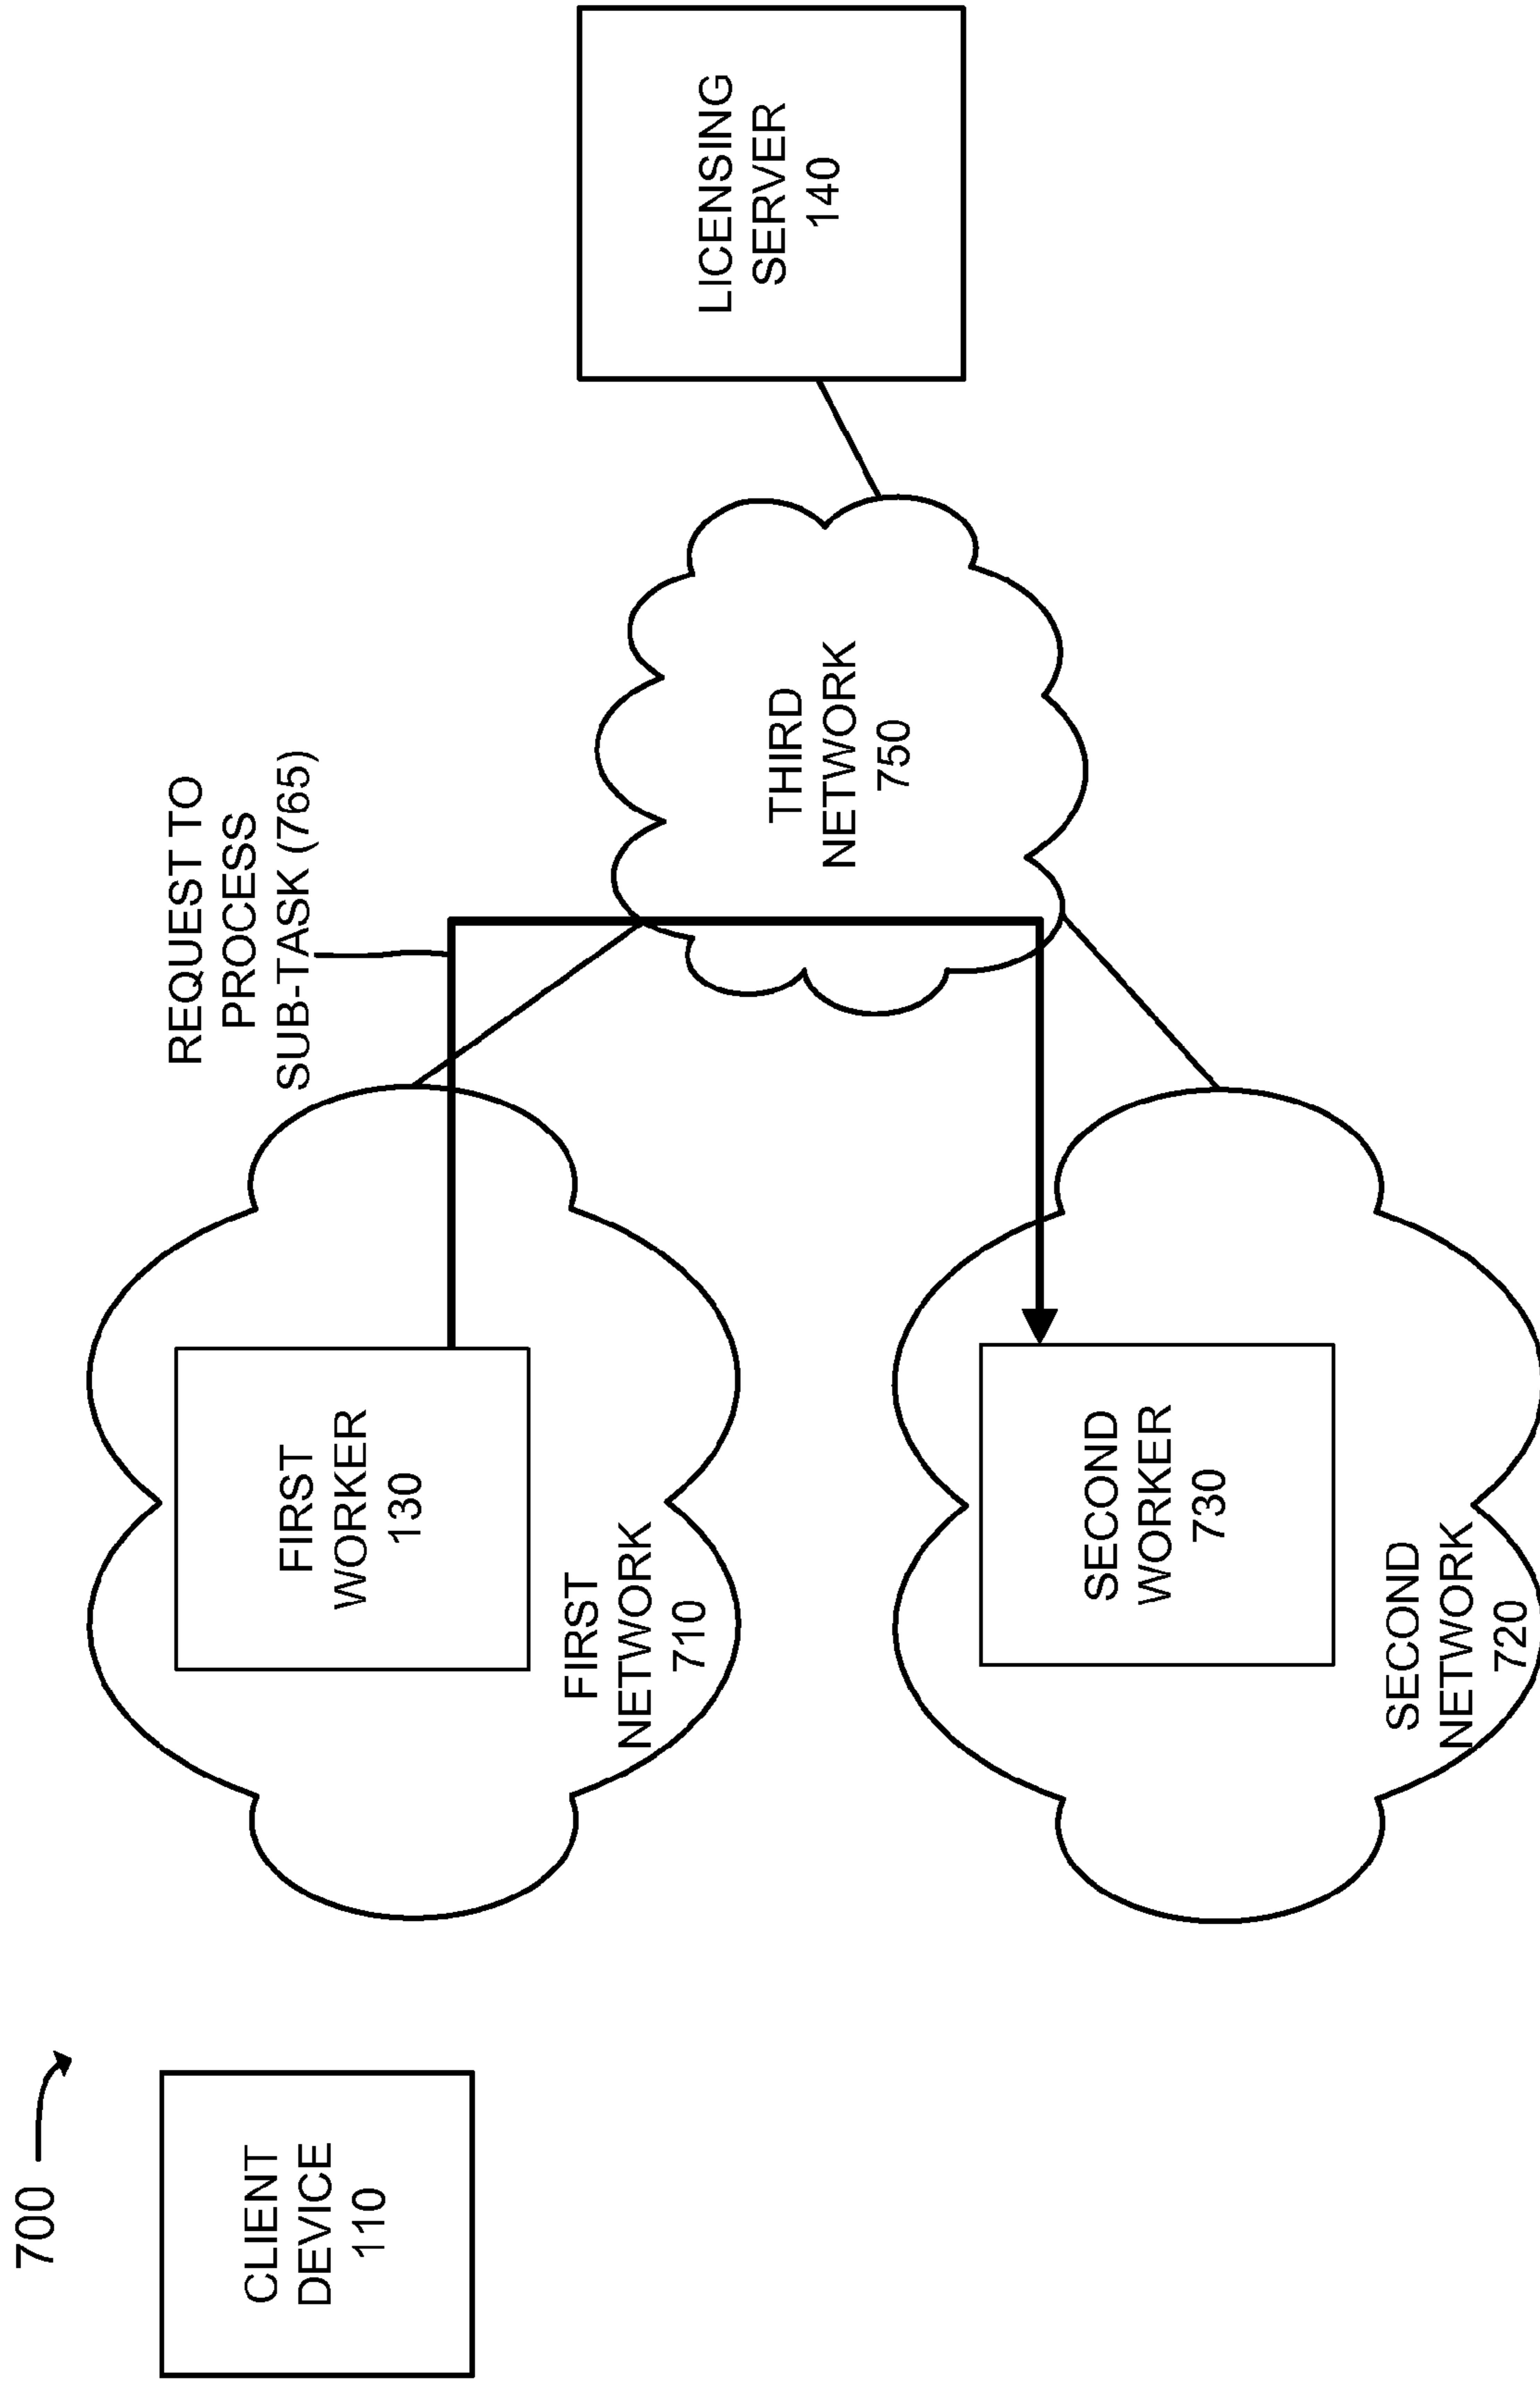 700
CLIENT
DEVICE
110
FIRST
WORKER
130
FIRST
NETWORK
710
REQUEST TO
PROCESS
SUB-TASK (765)
THIRD
NETWORK
750
LICENSING
SERVER
140
SECOND
WORKER
730
SECOND
NETWORK
720